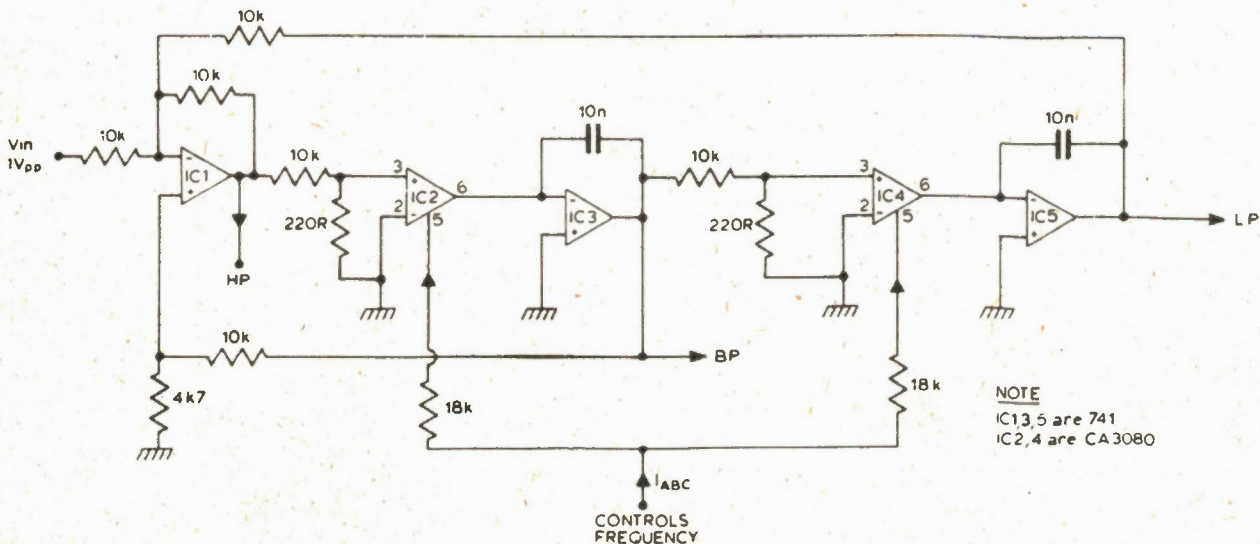 10k
10k
10n
10n
Vin
1Vpp
10k
-
+
IC1
10k
3
+
IC2
6
2
-
5
-
IC3
+
10k
3
+
IC4
6
2
-
5
-
IC5
+
LP
220R
220R
HP
10k
BP
4k7
18k
18k
NOTE
IC1,3,5 are 741
IC2,4 are CA3080
IABC
CONTROLS
FREQUENCY